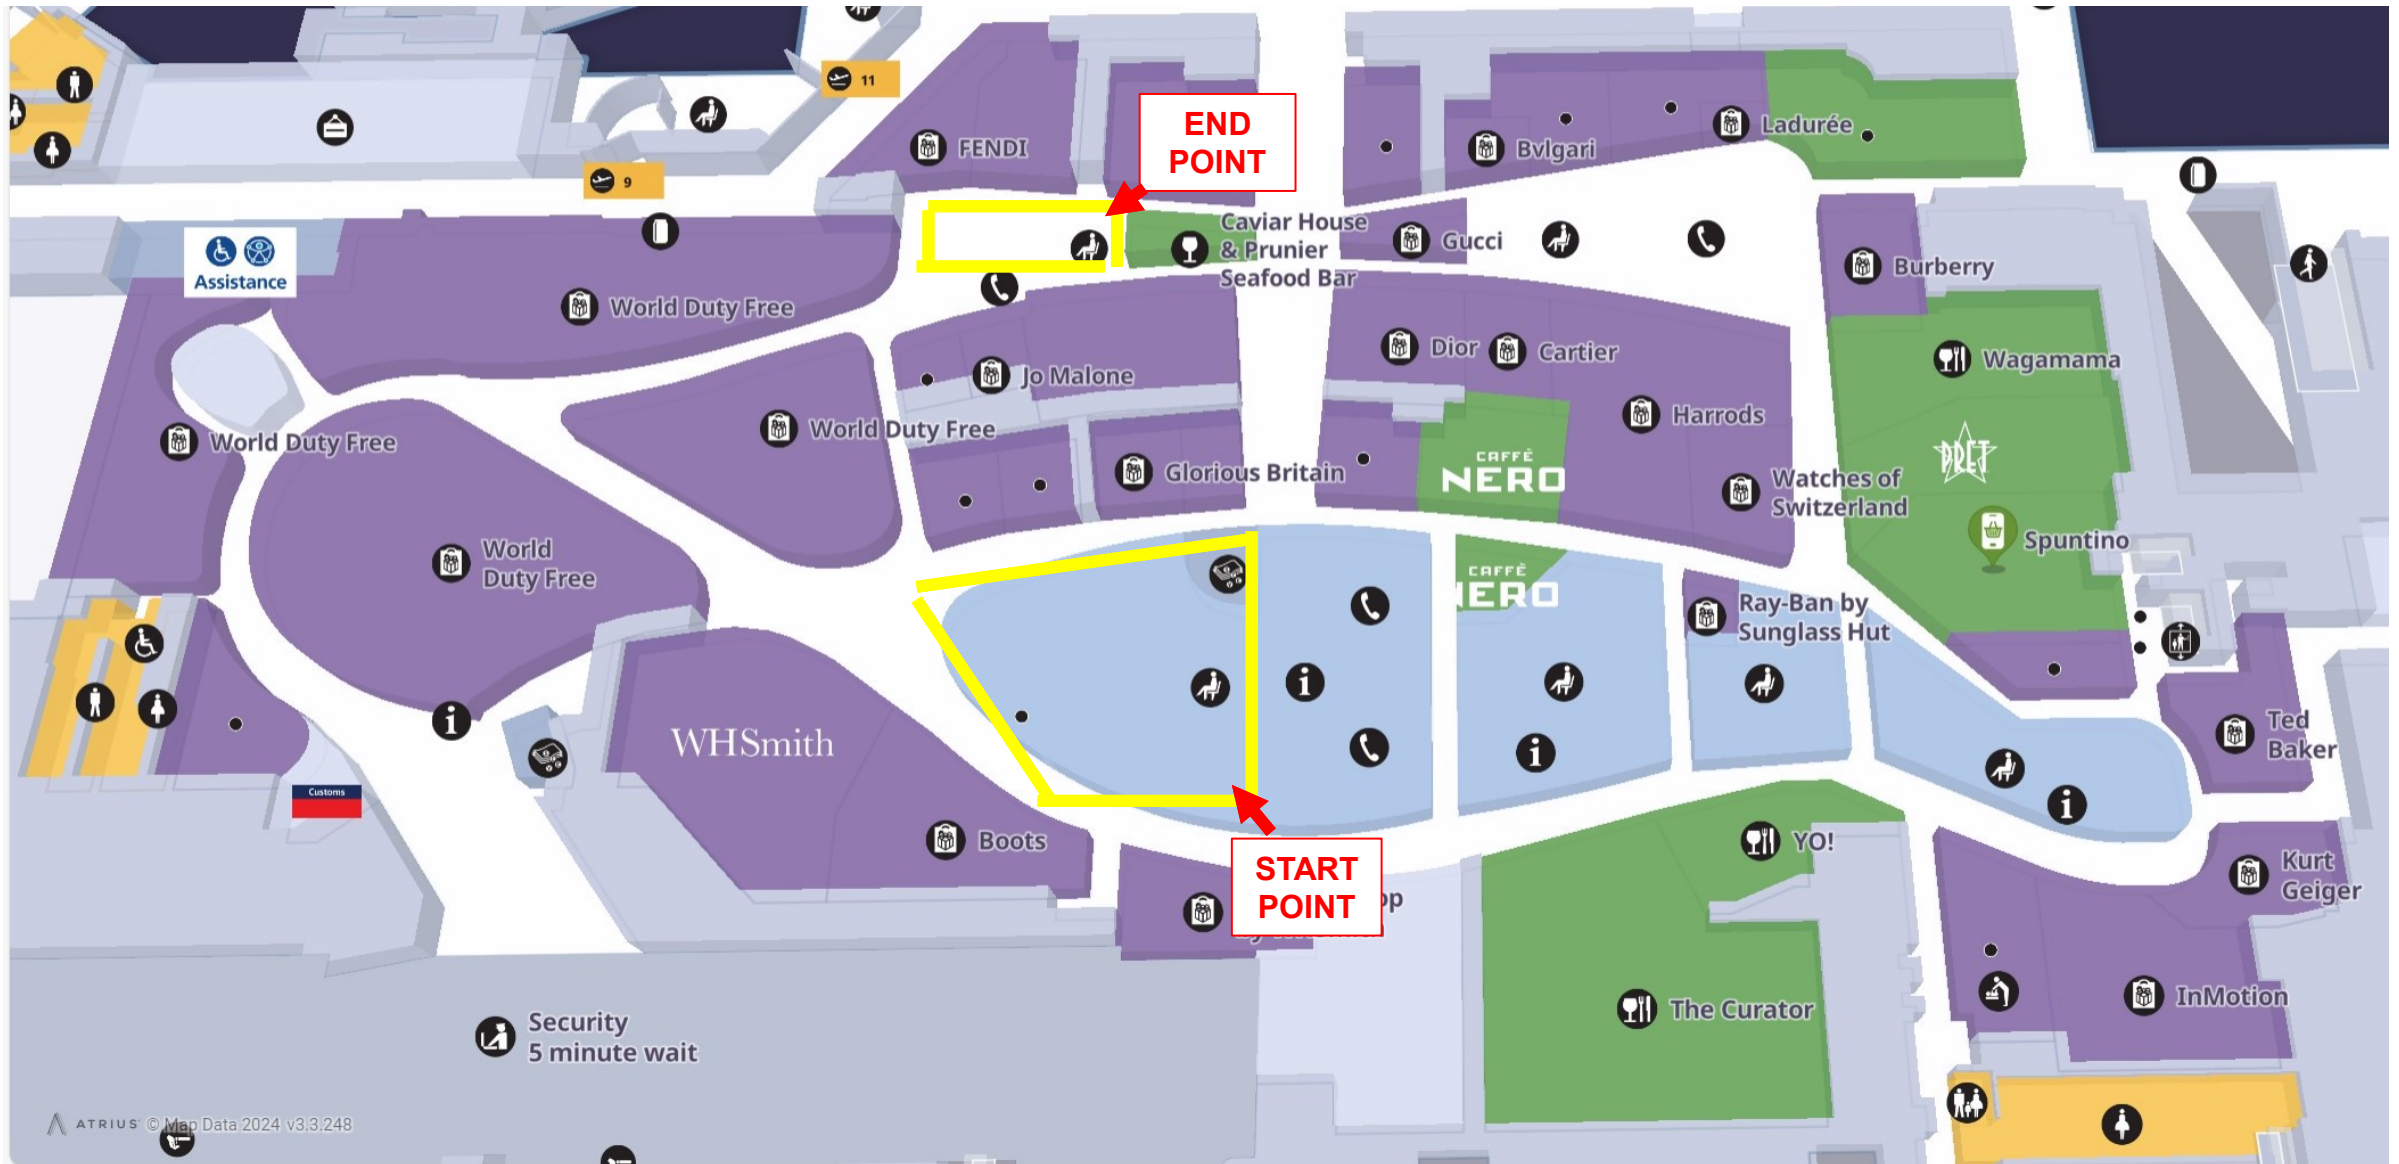 11
END
POINT
FENDI
Bvlgari
Ladurée
9
Caviar House
& Prunier
Seafood Bar
Gucci
Assistance
World Duty Free
Burberry
Dior
Cartier
Wagamama
Jo Malone
World Duty Free
World Duty Free
Harrods
Glorious Britain
CAFFÈ
NERO
PRET
Watches of
Switzerland
World
Duty Free
Spuntino
CAFFÈ
NERO
Ray-Ban by
Sunglass Hut
WHSmith
Ted
Baker
Customs
Boots
YO!
START
POINT
Kurt
Geiger
The Curator
InMotion
Security
5 minute wait
ATRIUS © Map Data 2024 v3.3.248